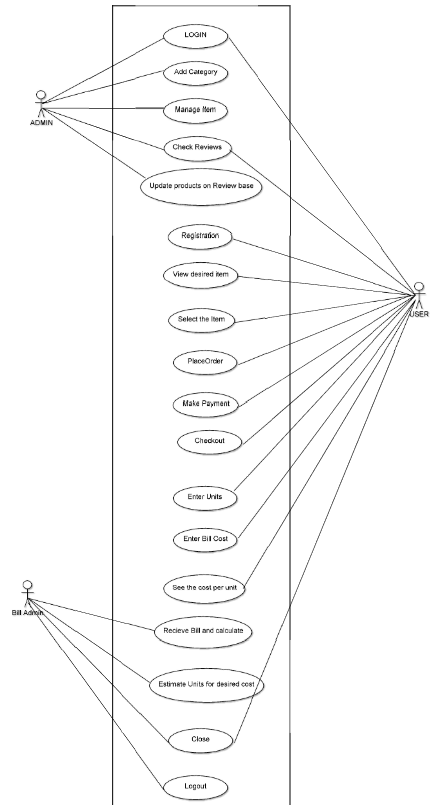 LOGIN
Add Category
Manage Item
ADMIN
Check Reviews
Update products on Review base
Registration
View desired item
USER
Select the Item
PlaceOrder
Make Payment
Checkout
Enter Units
Enter Bill Cost
See the cost per unit
Bill Admin
Recieve Bill and calculate
Estimate Units for desired cost
Close
Logout